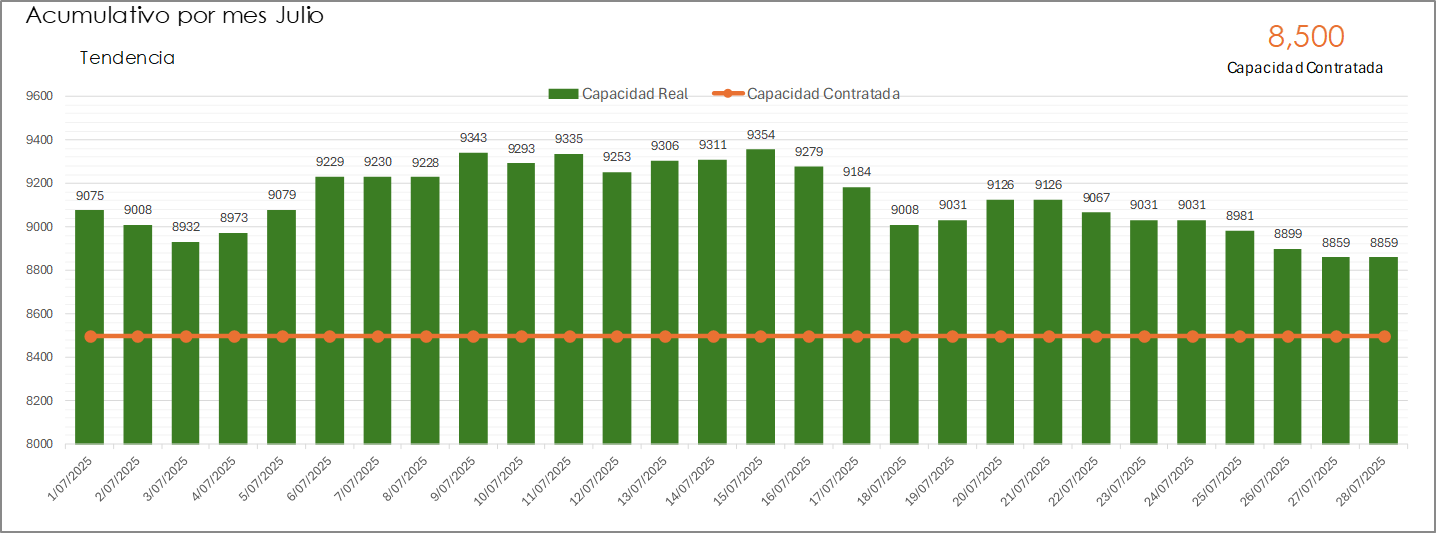 Acumulativo por mes Julio
8,500
Capacidad Contratada
Tendencia
Capacidad Real Capacidad Contratada
9600
9400
9200
9000
8800
8600
8400
8200
8000
9075 9008 8932 8973 9079 9229 9230 9228 9343 9293 9335 9253 9306 9311 9354 9279 9184 9008 9031 9126 9126 9067 9031 9031 8981 8899 8859 8859
1/07/2025 2/07/2025 3/07/2025 4/07/2025 5/07/2025 6/07/2025 7/07/2025 8/07/2025 9/07/2025 10/07/2025 11/07/2025 12/07/2025 13/07/2025 14/07/2025 15/07/2025 16/07/2025 17/07/2025 18/07/2025 19/07/2025 20/07/2025 21/07/2025 22/07/2025 23/07/2025 24/07/2025 25/07/2025 26/07/2025 27/07/2025 28/07/2025